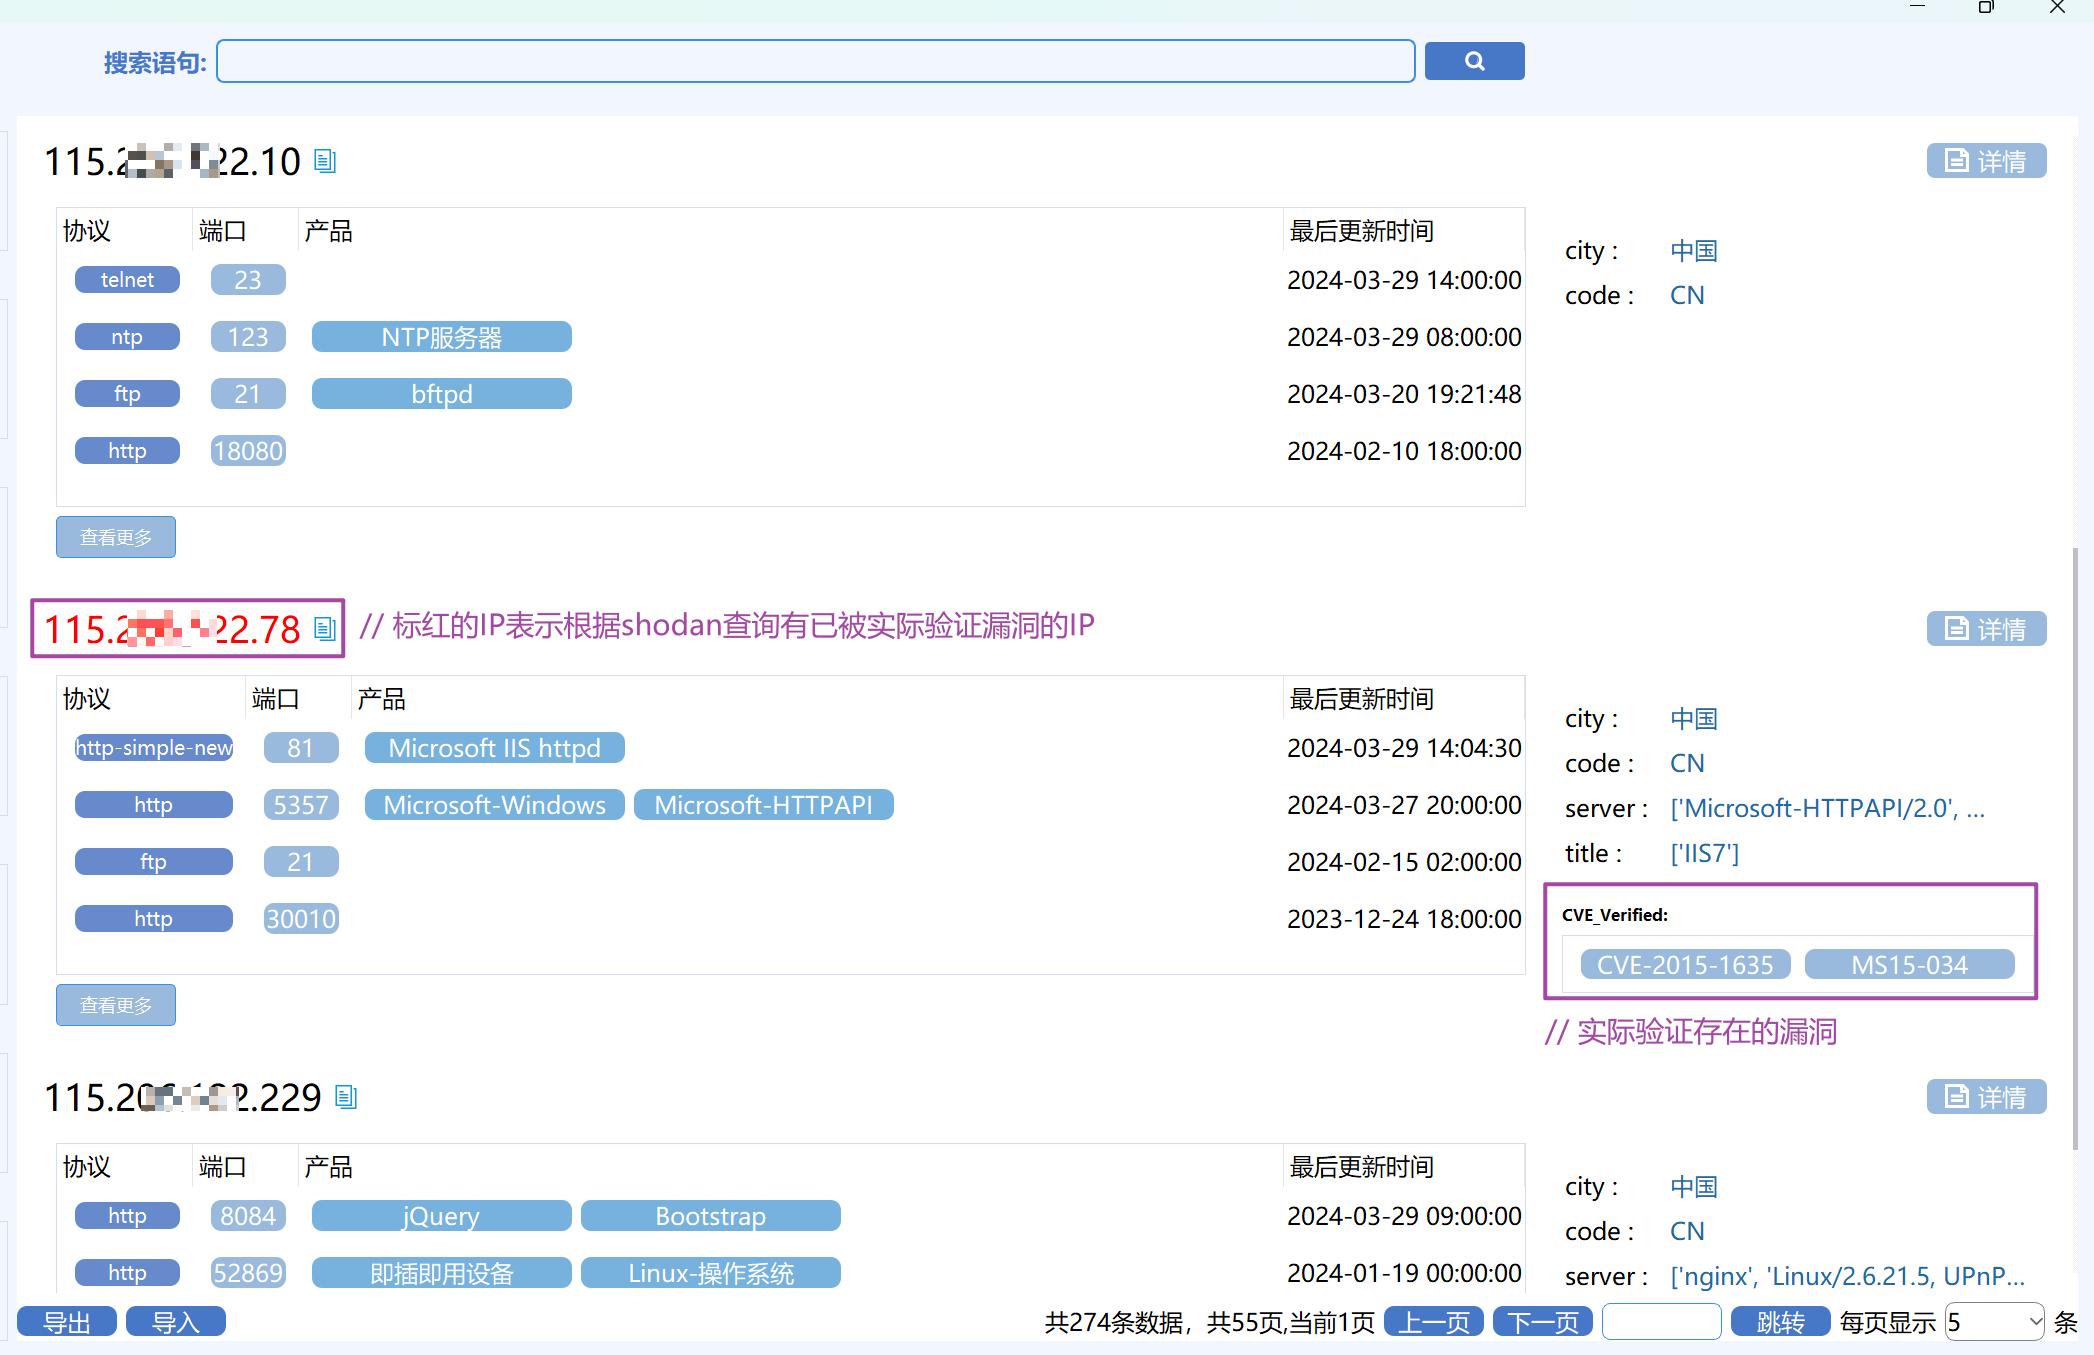 搜索语句:
115.2 22.10
详情
协议 端口 产品 最后更新时间
telnet 23 2024-03-29 14:00:00
ntp 123 NTP服务器 2024-03-29 08:00:00
ftp 21 bftpd 2024-03-20 19:21:48
http 18080 2024-02-10 18:00:00
city : 中国
code : CN
查看更多
115.2 22.78 // 标红的IP表示根据shodan查询有已被实际验证漏洞的IP
详情
协议 端口 产品 最后更新时间
http-simple-new 81 Microsoft IIS httpd 2024-03-29 14:04:30
http 5357 Microsoft-Windows Microsoft-HTTPAPI 2024-03-27 20:00:00
ftp 21 2024-02-15 02:00:00
http 30010 2023-12-24 18:00:00
city : 中国
code : CN
server : ['Microsoft-HTTPAPI/2.0', ...
title : ['IIS7']
CVE_Verified:
CVE-2015-1635 MS15-034
// 实际验证存在的漏洞
查看更多
115.20 2.229
详情
协议 端口 产品 最后更新时间
http 8084 jQuery Bootstrap 2024-03-29 09:00:00
http 52869 即插即用设备 Linux-操作系统 2024-01-19 00:00:00
city : 中国
code : CN
server : ['nginx', 'Linux/2.6.21.5, UPnP...
导出 导入 共274条数据，共55页,当前1页 上一页 下一页 跳转 每页显示 5 条